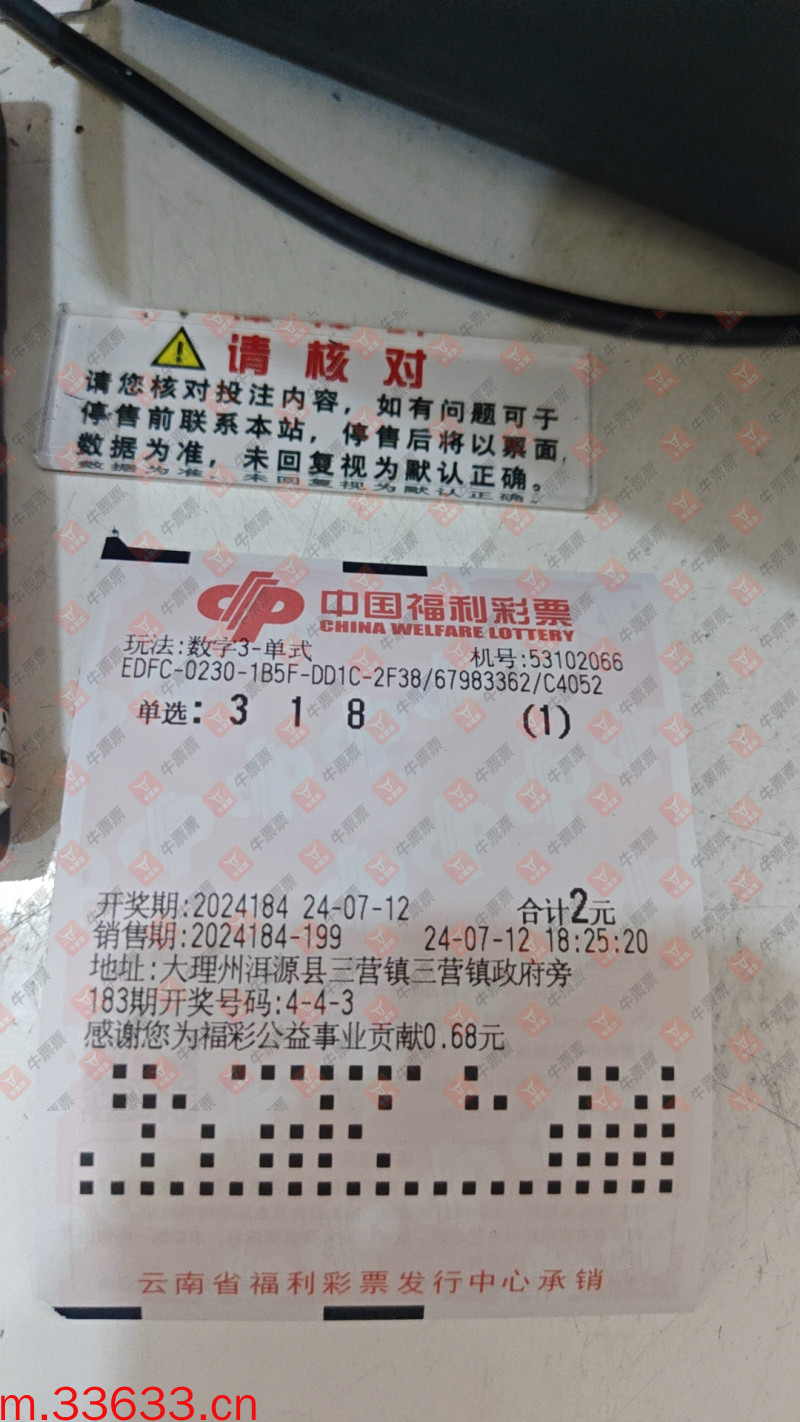 请核对
请您核对投注内容，如有问题可于
停售前联系本站，停售后将以票面
数据为准，未回复视为默认正确。
中国福利彩票
CHINA WELFARE LOTTERY
玩法:数字3-单式
机号:53102066
EDFC-0230-1B5F-DD1C-2F38/67983362/C4052
单选: 3 1 8 (1)
开奖期:2024184 24-07-12 合计2元
销售期:2024184-199 24-07-12 18:25:20
地址:大理州洱源县三营镇三营镇政府旁
183期开奖号码:4-4-3
感谢您为福彩公益事业贡献0.68元
云南省福利彩票发行中心承销
m.33633.cn
牛票票